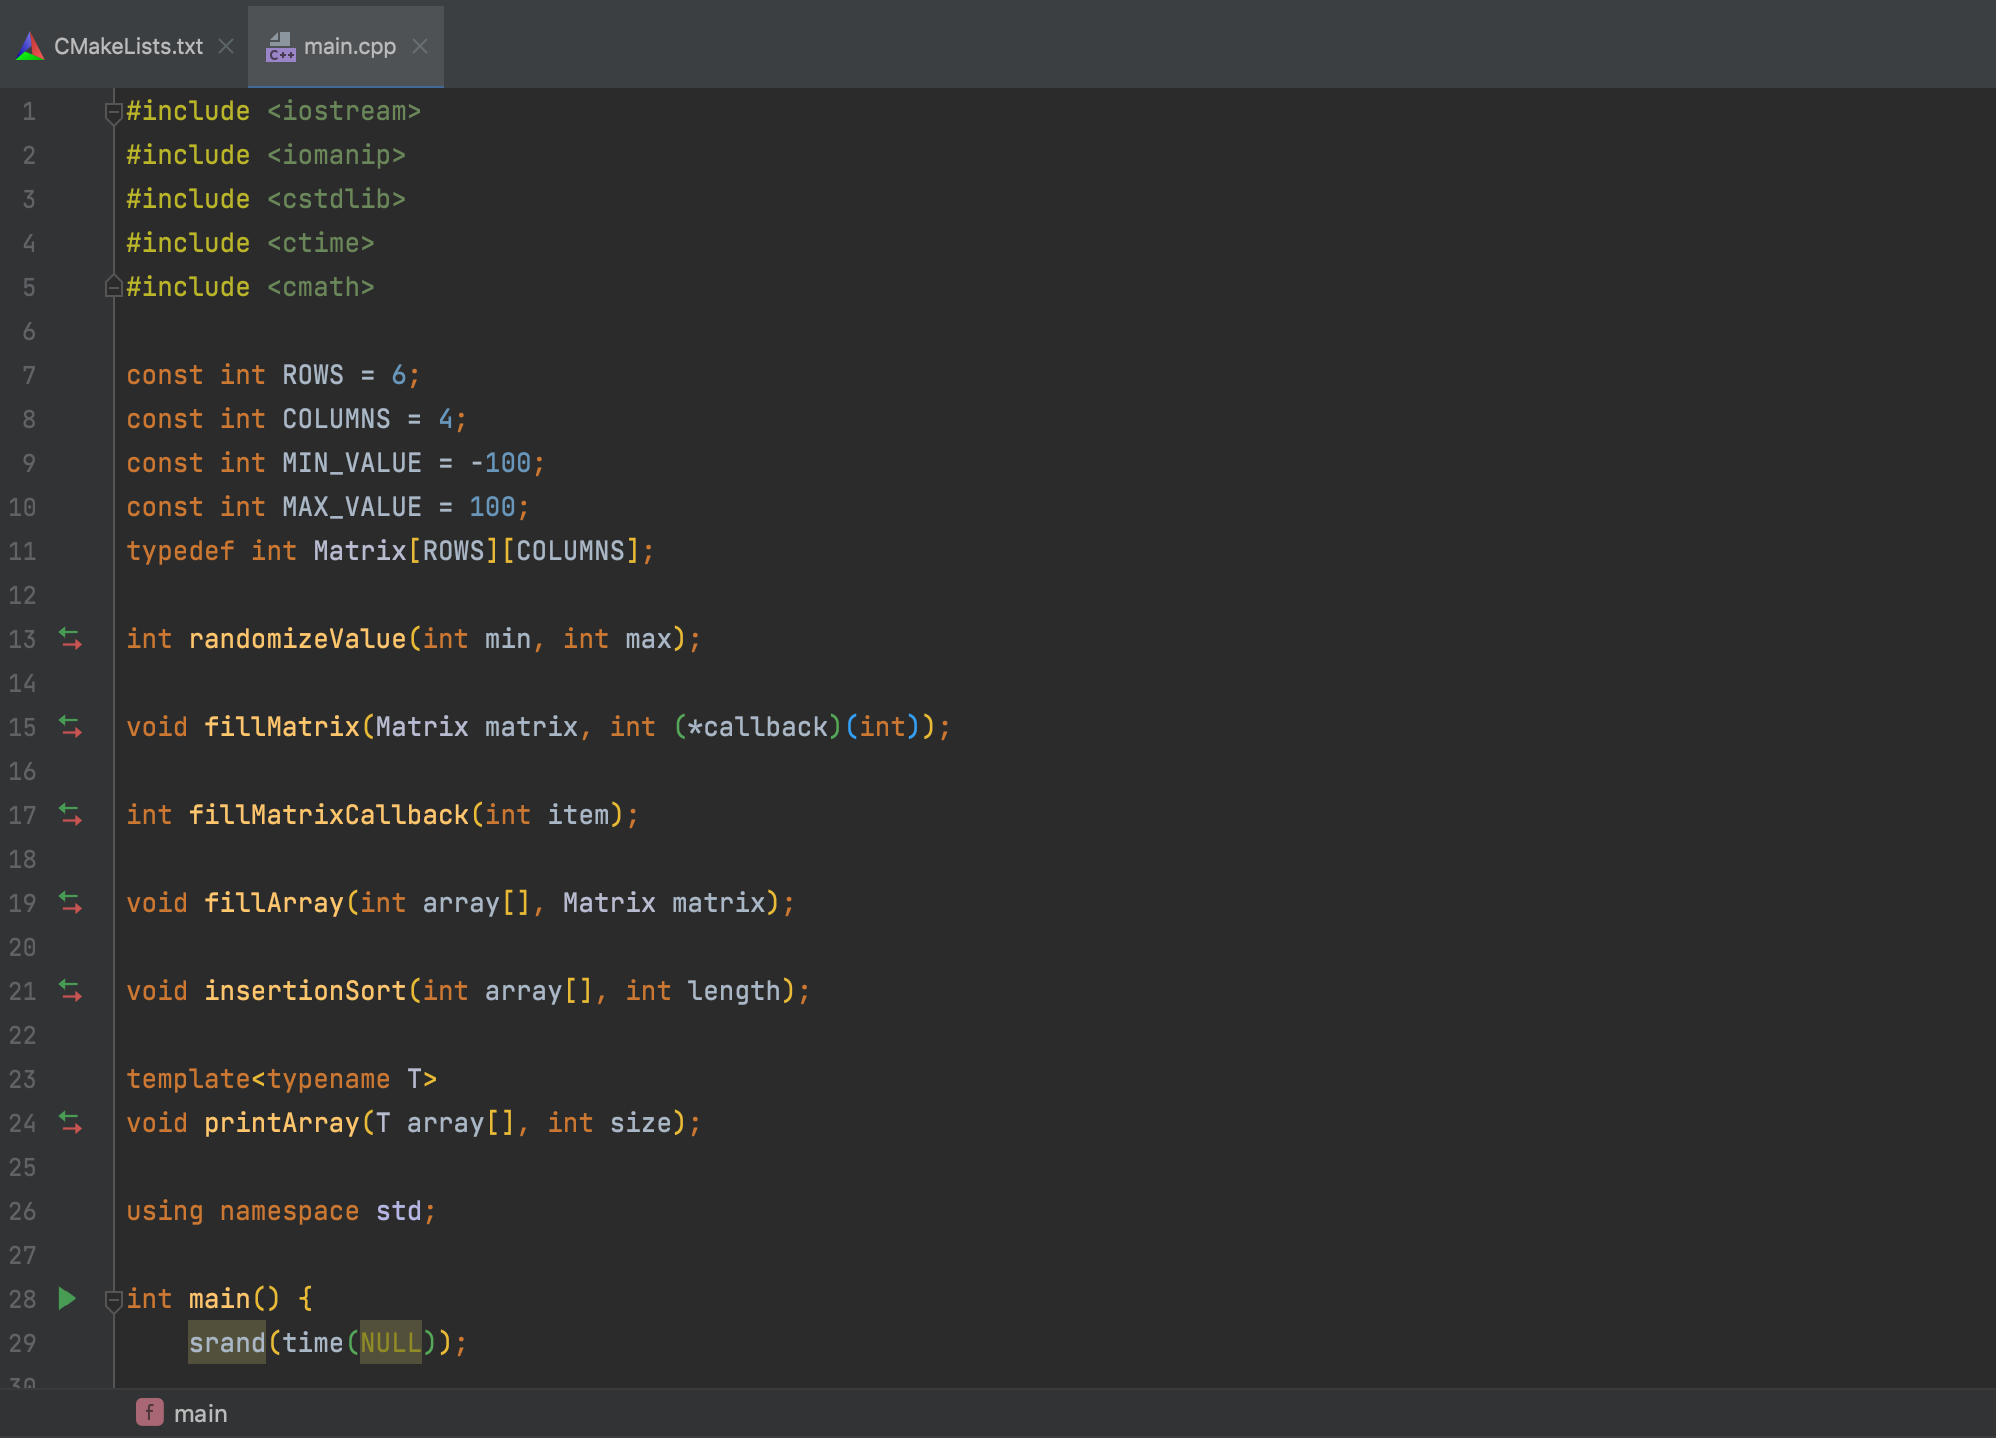 CMakeLists.txt
main.cpp
C++
1 #include <iostream>
2 #include <iomanip>
3 #include <cstdlib>
4 #include <ctime>
5 #include <cmath>
6
7 const int ROWS = 6;
8 const int COLUMNS = 4;
9 const int MIN_VALUE = -100;
10 const int MAX_VALUE = 100;
11 typedef int Matrix[ROWS][COLUMNS];
12
13 int randomizeValue(int min, int max);
14
15 void fillMatrix(Matrix matrix, int (*callback)(int));
16
17 int fillMatrixCallback(int item);
18
19 void fillArray(int array[], Matrix matrix);
20
21 void insertionSort(int array[], int length);
22
23 template<typename T>
24 void printArray(T array[], int size);
25
26 using namespace std;
27
28 int main() {
29     srand(time(NULL));
30
f main